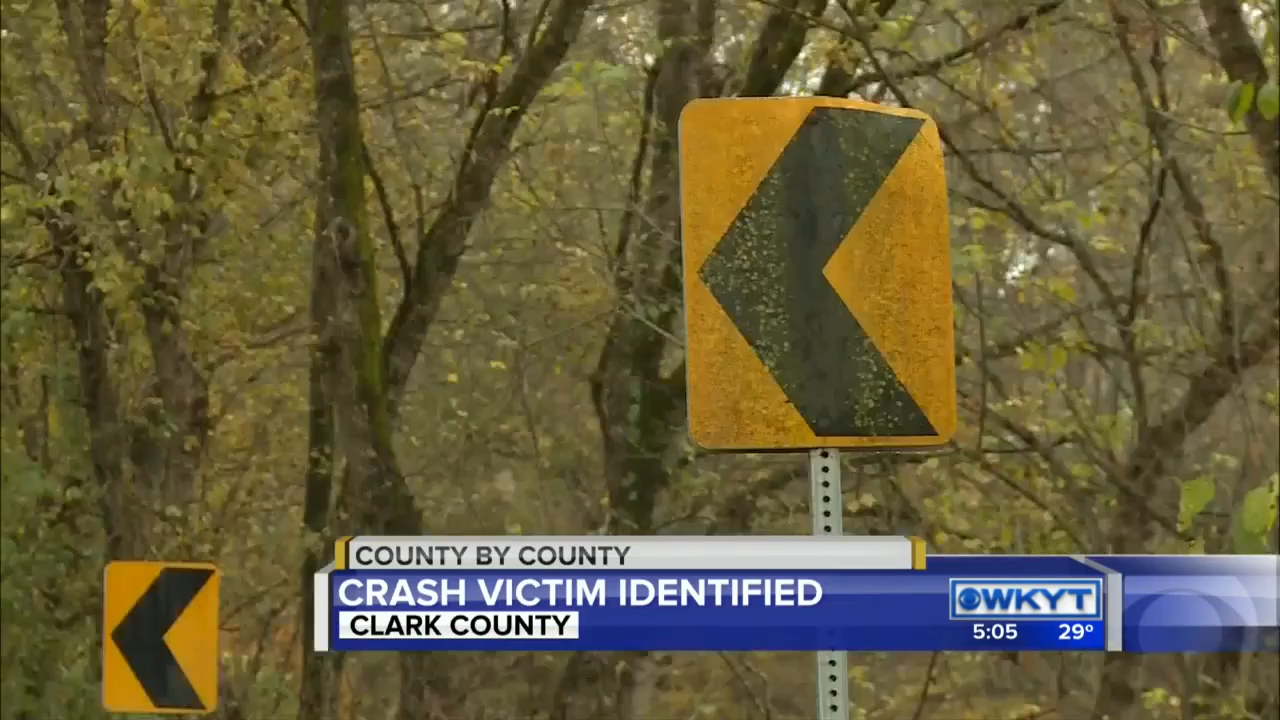 COUNTY BY COUNTY
CRASH VICTIM IDENTIFIED
CLARK COUNTY
WKYT
5:05 29°